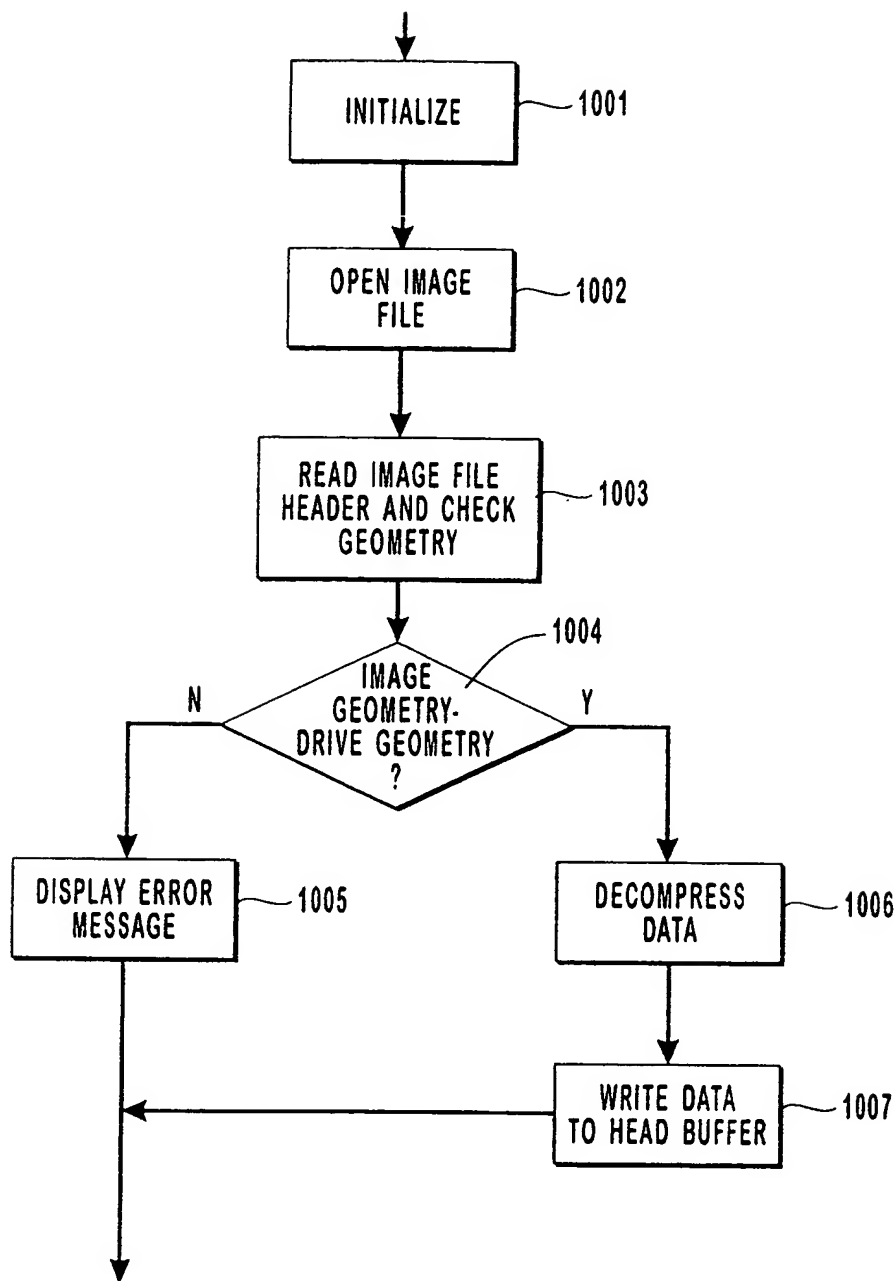 INITIALIZE
1001
OPEN IMAGE
FILE
1002
READ IMAGE FILE
HEADER AND CHECK
GEOMETRY
1003
1004
IMAGE
GEOMETRY-
DRIVE GEOMETRY
?
N
Y
DISPLAY ERROR
MESSAGE
1005
DECOMPRESS
DATA
1006
WRITE DATA
TO HEAD BUFFER
1007